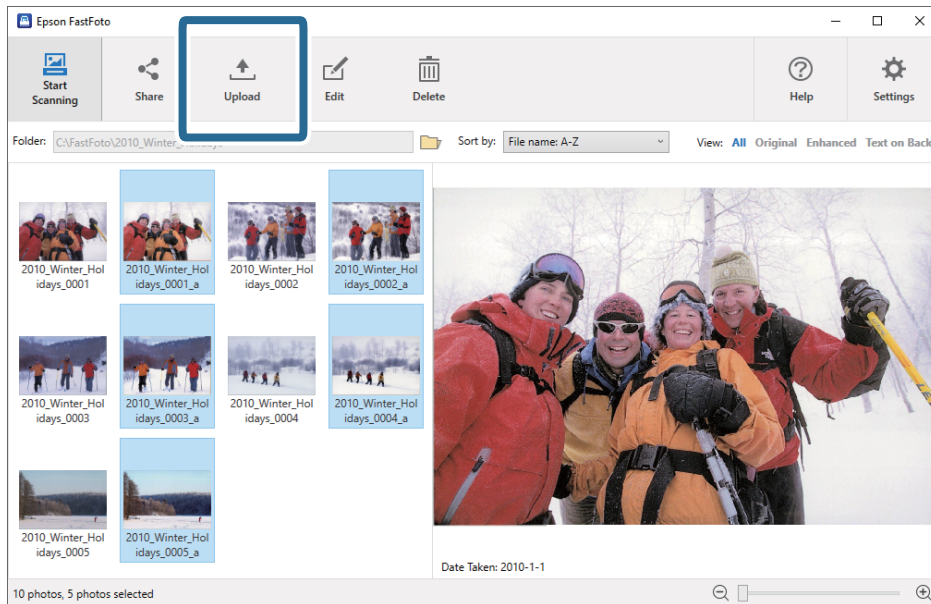 Epson FastFoto
Start
Scanning
Share
Upload
Edit
Delete
Help
Settings
Folder: C:\FastFoto\2010_Winter_Holidays
Sort by: File name: A-Z
View: All Original Enhanced Text on Back
2010_Winter_Hol
idays_0001
2010_Winter_Hol
idays_0001_a
2010_Winter_Hol
idays_0002
2010_Winter_Hol
idays_0002_a
2010_Winter_Hol
idays_0003
2010_Winter_Hol
idays_0003_a
2010_Winter_Hol
idays_0004
2010_Winter_Hol
idays_0004_a
2010_Winter_Hol
idays_0005
2010_Winter_Hol
idays_0005_a
Date Taken: 2010-1-1
10 photos, 5 photos selected